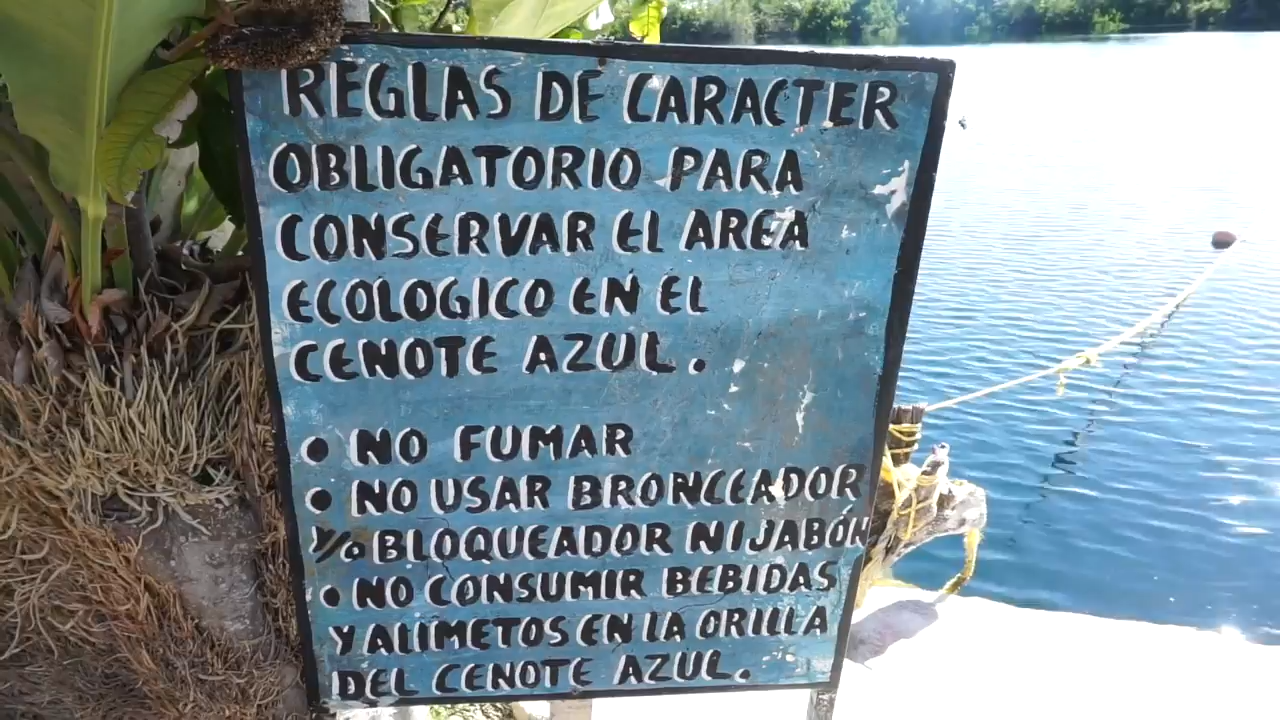 REGLAS DE CARACTER
OBLIGATORIO PARA
CONSERVAR EL AREA
ECOLOGICO EN EL
CENOTE AZUL.
• NO FUMAR
• NO USAR BRONCEADOR
Y/o BLOQUEADOR NI JABÓN
• NO CONSUMIR BEBIDAS
Y ALIMETOS EN LA ORILLA
DEL CENOTE AZUL.